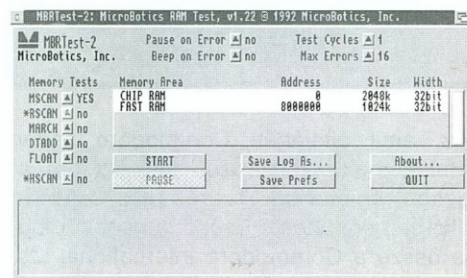 MBRTest-2: MicroBotics RAM Test, v1.22 © 1992 MicroBotics, Inc.
MBRTest-2
MicroBotics, Inc.
Pause on Error no
Beep on Error no
Test Cycles 1
Max Errors 16
Memory Tests
MSCAN YES
*RSCAN no
MARCH no
DTADD no
FLOAT no
*HSCAN no
Memory Area Address Size Width
CHIP RAM 0 2048k 32bit
FAST RAM 8000000 1024k 32bit
START
Save Log As...
About...
PAUSE
Save Prefs
QUIT